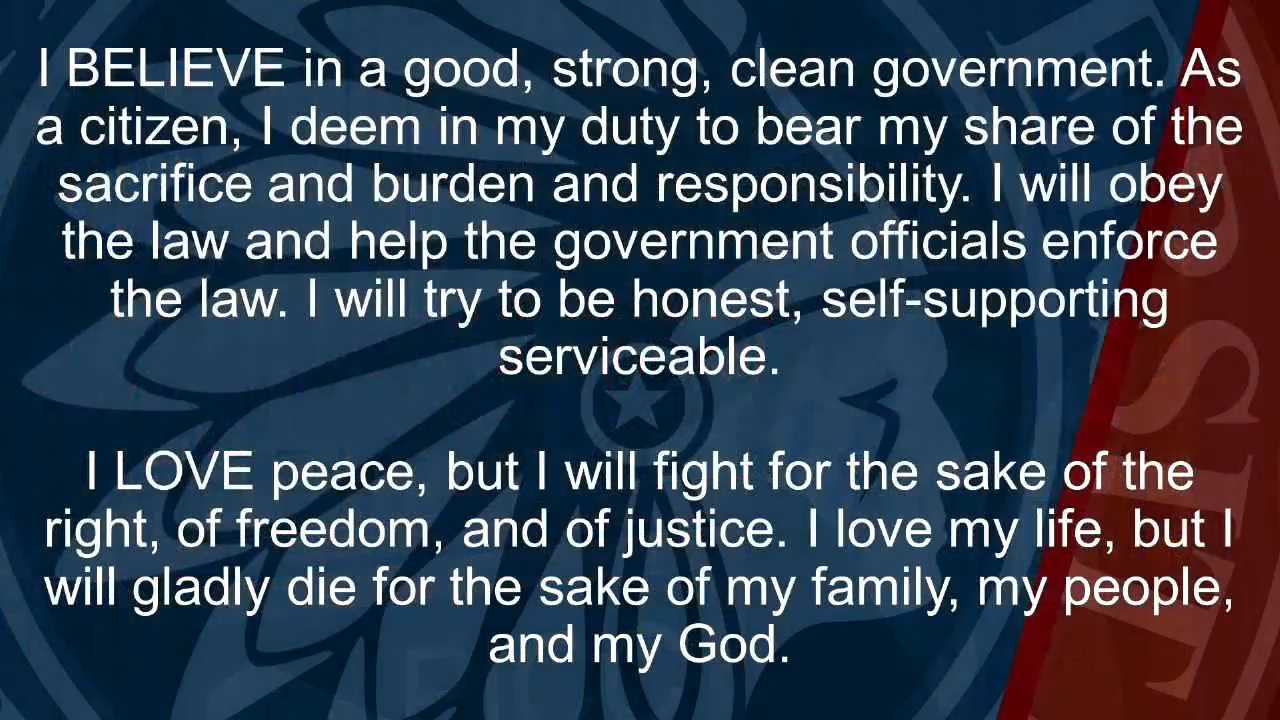 I BELIEVE in a good, strong, clean government. As
a citizen, I deem in my duty to bear my share of the
sacrifice and burden and responsibility. I will obey
the law and help the government officials enforce
the law. I will try to be honest, self-supporting
serviceable.
I LOVE peace, but I will fight for the sake of the
right, of freedom, and of justice. I love my life, but I
will gladly die for the sake of my family, my people,
and my God.